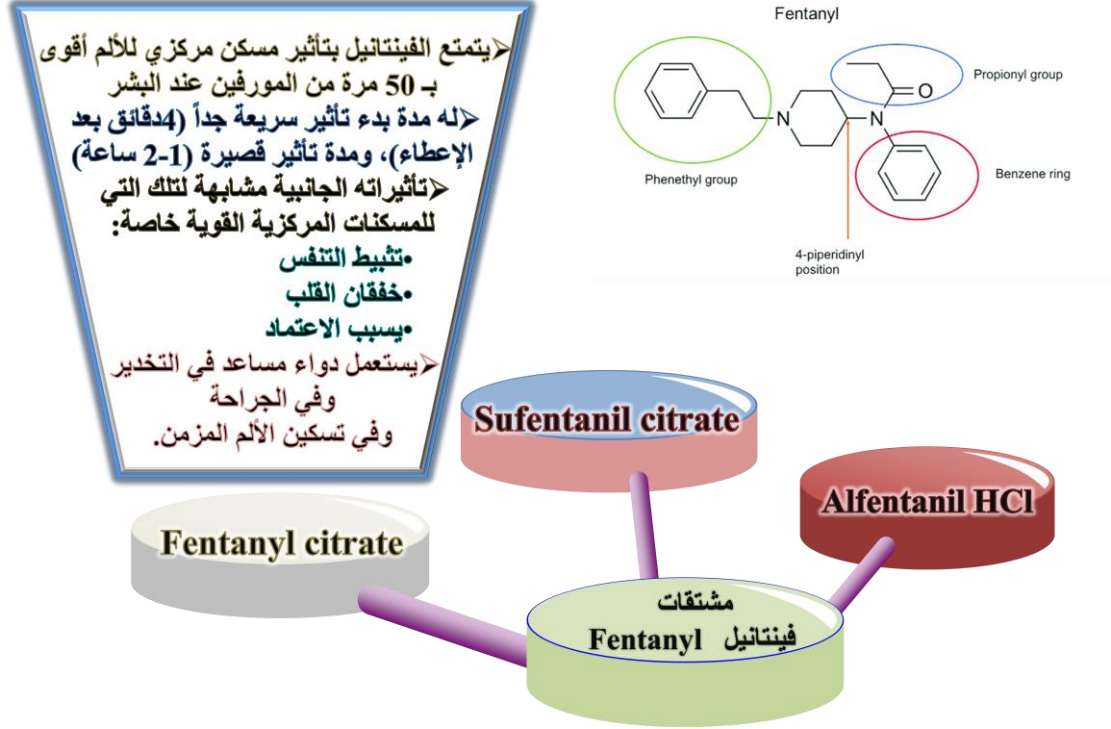 ➢يتمتع الفينتانيل بتأثير مسكن مركزي للألم أقوى
بـ 50 مرة من المورفين عند البشر
➢له مدة بدء تأثير سريعة جداً (4دقائق بعد
الإعطاء)، ومدة تأثير قصيرة (1-2 ساعة)
➢تأثيراته الجانبية مشابهة لتلك التي
للمسكنات المركزية القوية خاصة:
•تثبيط التنفس
•خفقان القلب
•يسبب الاعتماد
➢يستعمل دواء مساعد في التخدير
وفي الجراحة
وفي تسكين الألم المزمن.
Fentanyl
Propionyl group
O
N
N
Phenethyl group
Benzene ring
4-piperidinyl
position
Sufentanil citrate
Alfentanil HCl
Fentanyl citrate
مشتقات
فينتانيل Fentanyl